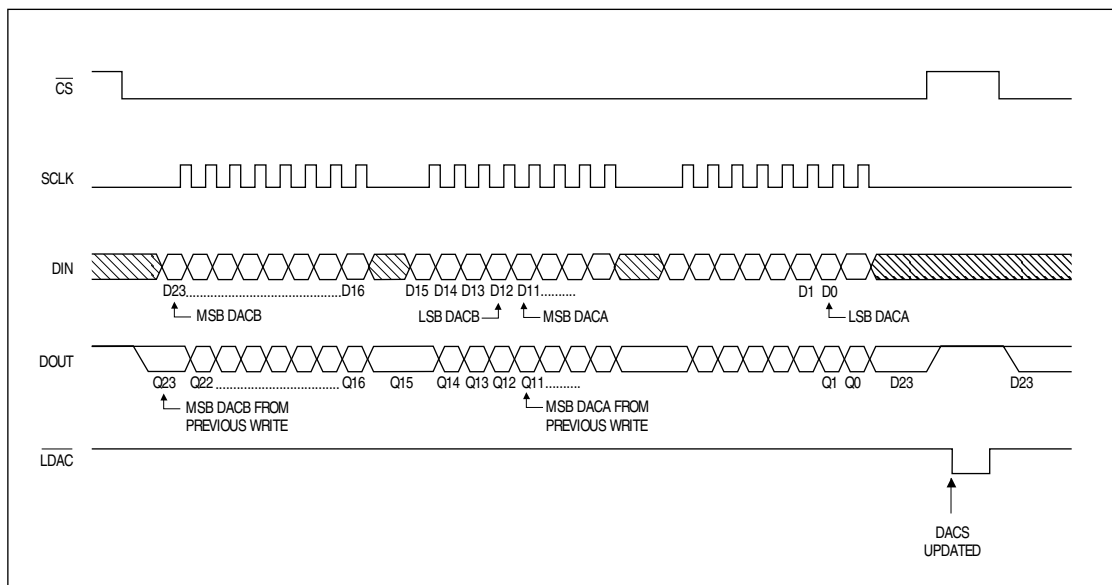 CS
SCLK
DIN
D23..........................................D16 D15 D14 D13 D12 D11..........
D1 D0
MSB DACB
LSB DACB
MSB DACA
LSB DACA
DOUT
Q23 Q22..................................Q16 Q15 Q14 Q13 Q12 Q11..........
Q1 Q0 D23 D23
MSB DACB FROM
PREVIOUS WRITE
MSB DACA FROM
PREVIOUS WRITE
LDAC
DACS
UPDATED